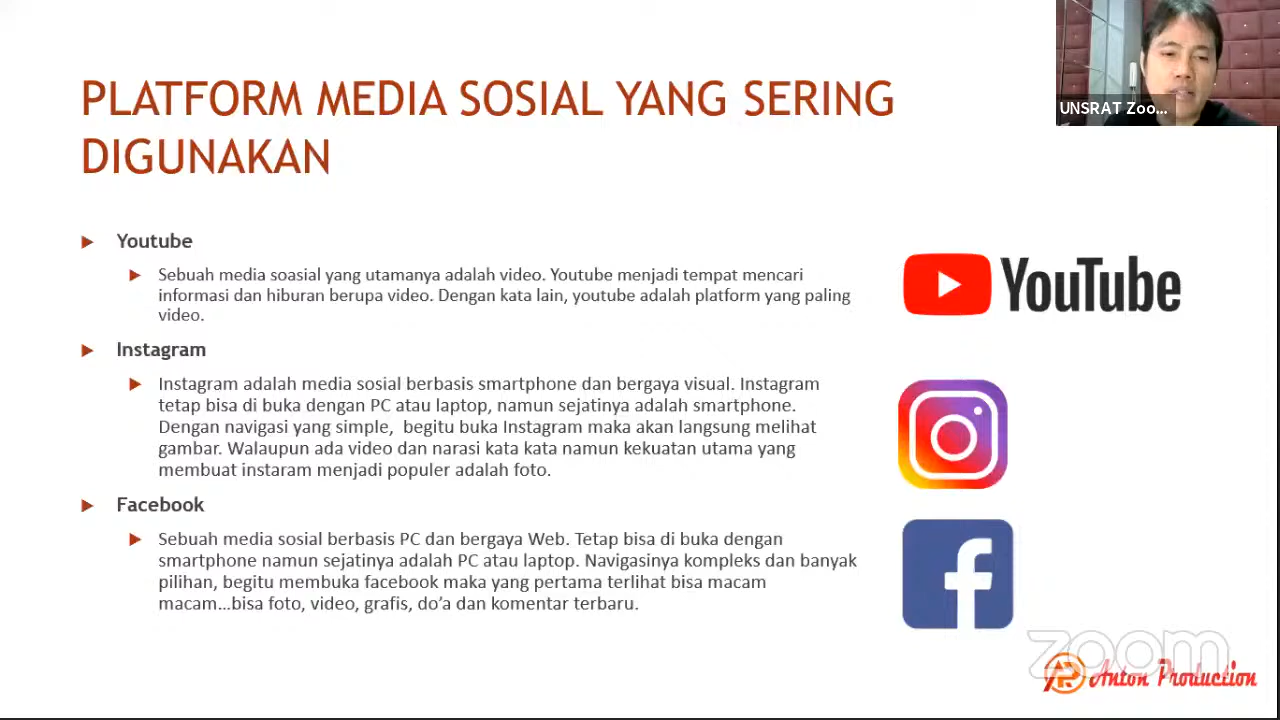 PLATFORM MEDIA SOSIAL YANG SERING
DIGUNAKAN
UNSRAT Zoo...
Youtube
Sebuah media soasial yang utamanya adalah video. Youtube menjadi tempat mencari
informasi dan hiburan berupa video. Dengan kata lain, youtube adalah platform yang paling
video.
YouTube
Instagram
Instagram adalah media sosial berbasis smartphone dan bergaya visual. Instagram
tetap bisa di buka dengan PC atau laptop, namun sejatinya adalah smartphone.
Dengan navigasi yang simple,  begitu buka Instagram maka akan langsung melihat
gambar. Walaupun ada video dan narasi kata kata namun kekuatan utama yang
membuat instaram menjadi populer adalah foto.
Facebook
Sebuah media sosial berbasis PC dan bergaya Web. Tetap bisa di buka dengan
smartphone namun sejatinya adalah PC atau laptop. Navigasinya kompleks dan banyak
pilihan, begitu membuka facebook maka yang pertama terlihat bisa macam
macam…bisa foto, video, grafis, do’a dan komentar terbaru.
f
zoom
AP Anton Production